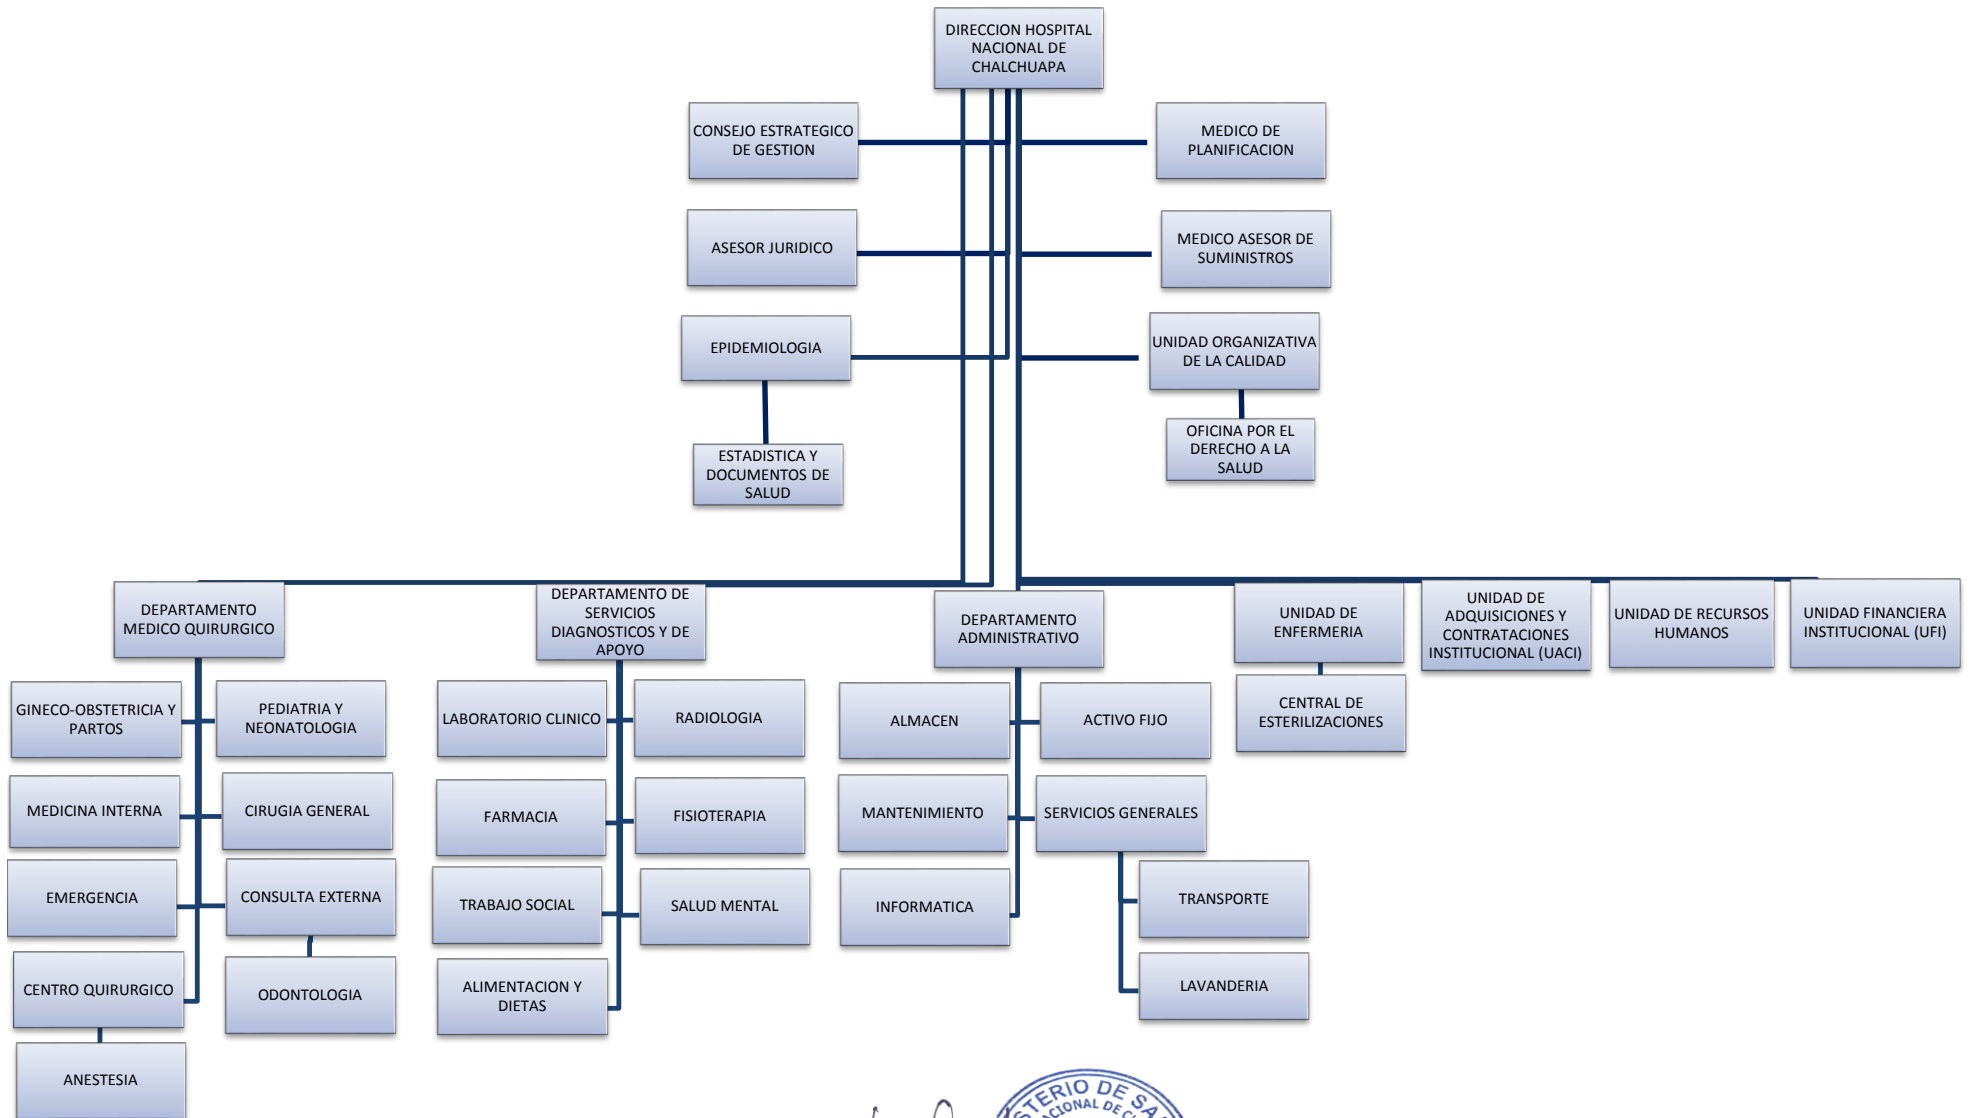 DIRECCION HOSPITAL
NACIONAL DE
CHALCHUAPA
CONSEJO ESTRATEGICO
DE GESTION
MEDICO DE
PLANIFICACION
ASESOR JURIDICO
MEDICO ASESOR DE
SUMINISTROS
EPIDEMIOLOGIA
UNIDAD ORGANIZATIVA
DE LA CALIDAD
ESTADISTICA Y
DOCUMENTOS DE
SALUD
OFICINA POR EL
DERECHO A LA
SALUD
DEPARTAMENTO
MEDICO QUIRURGICO
DEPARTAMENTO DE
SERVICIOS
DIAGNOSTICOS Y DE
APOYO
DEPARTAMENTO
ADMINISTRATIVO
UNIDAD DE
ENFERMERIA
UNIDAD DE
ADQUISICIONES Y
CONTRATACIONES
INSTITUCIONAL (UACI)
UNIDAD DE RECURSOS
HUMANOS
UNIDAD FINANCIERA
INSTITUCIONAL (UFI)
GINECO-OBSTETRICIA Y
PARTOS
PEDIATRIA Y
NEONATOLOGIA
LABORATORIO CLINICO
RADIOLOGIA
ALMACEN
ACTIVO FIJO
CENTRAL DE
ESTERILIZACIONES
MEDICINA INTERNA
CIRUGIA GENERAL
FARMACIA
FISIOTERAPIA
MANTENIMIENTO
SERVICIOS GENERALES
EMERGENCIA
CONSULTA EXTERNA
TRABAJO SOCIAL
SALUD MENTAL
INFORMATICA
TRANSPORTE
CENTRO QUIRURGICO
ODONTOLOGIA
ALIMENTACION Y
DIETAS
LAVANDERIA
ANESTESIA
DE